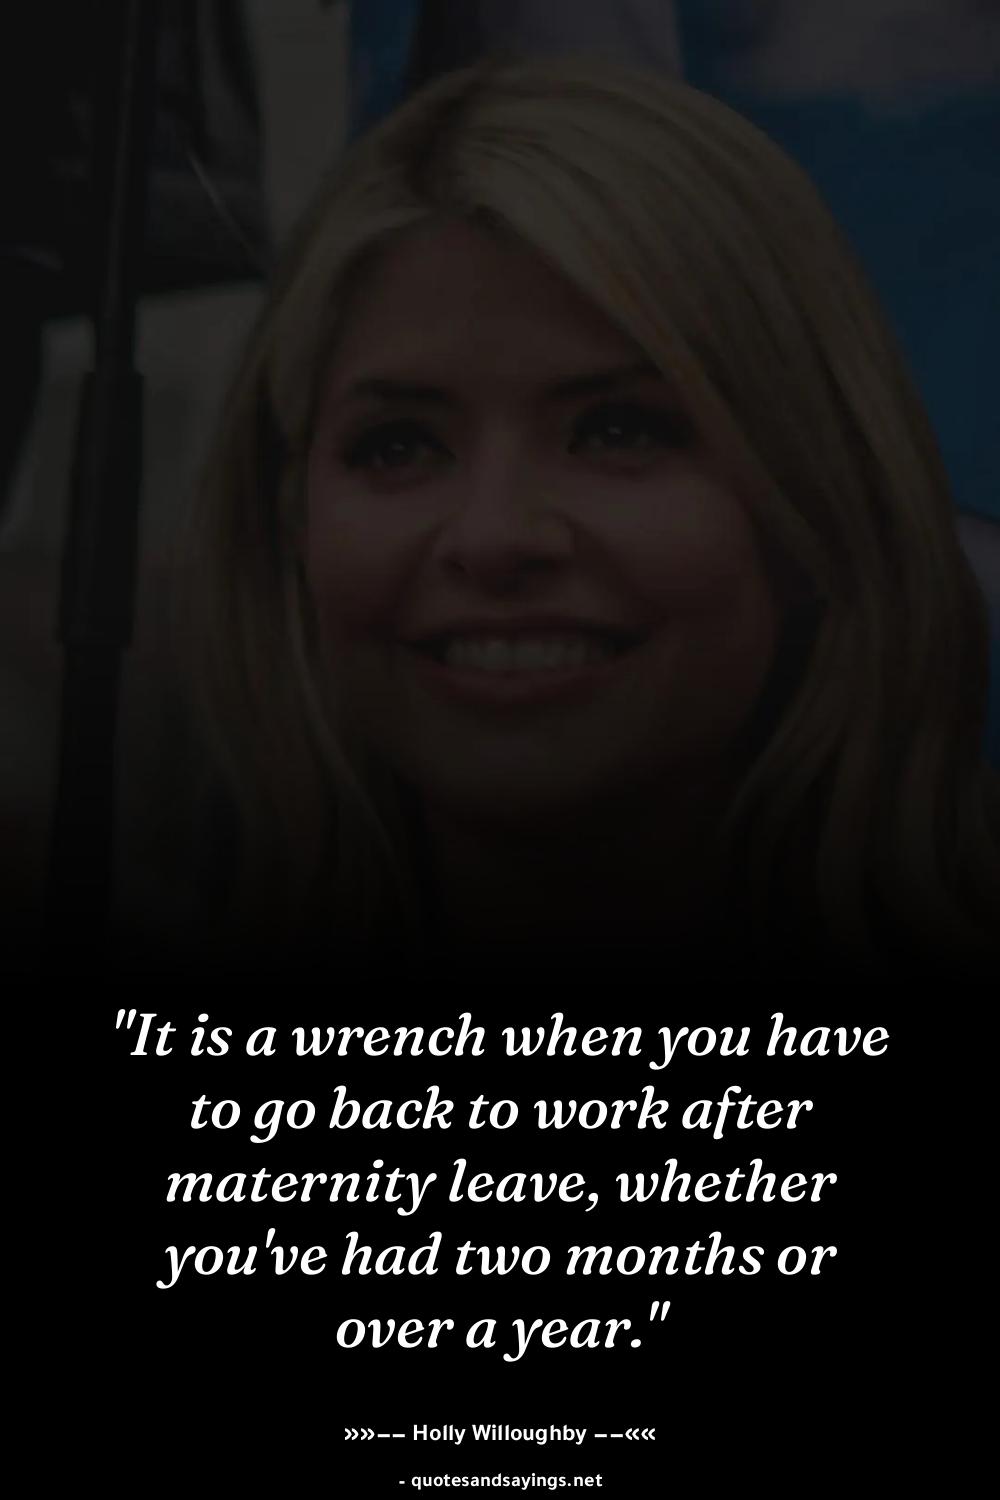 "It is a wrench when you have
to go back to work after
maternity leave, whether
you've had two months or
over a year."
»»−− Holly Willoughby −−««
- quotesandsayings.net